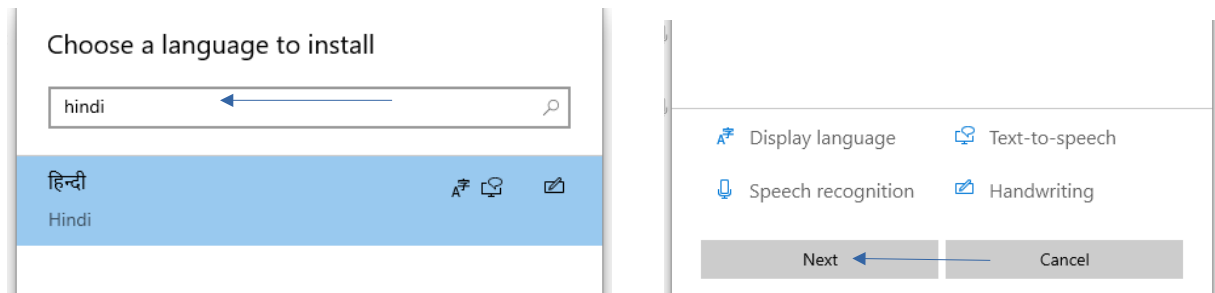 Choose a language to install
hindi
हिन्दी
Hindi
Display language
Text-to-speech
Speech recognition
Handwriting
Next
Cancel